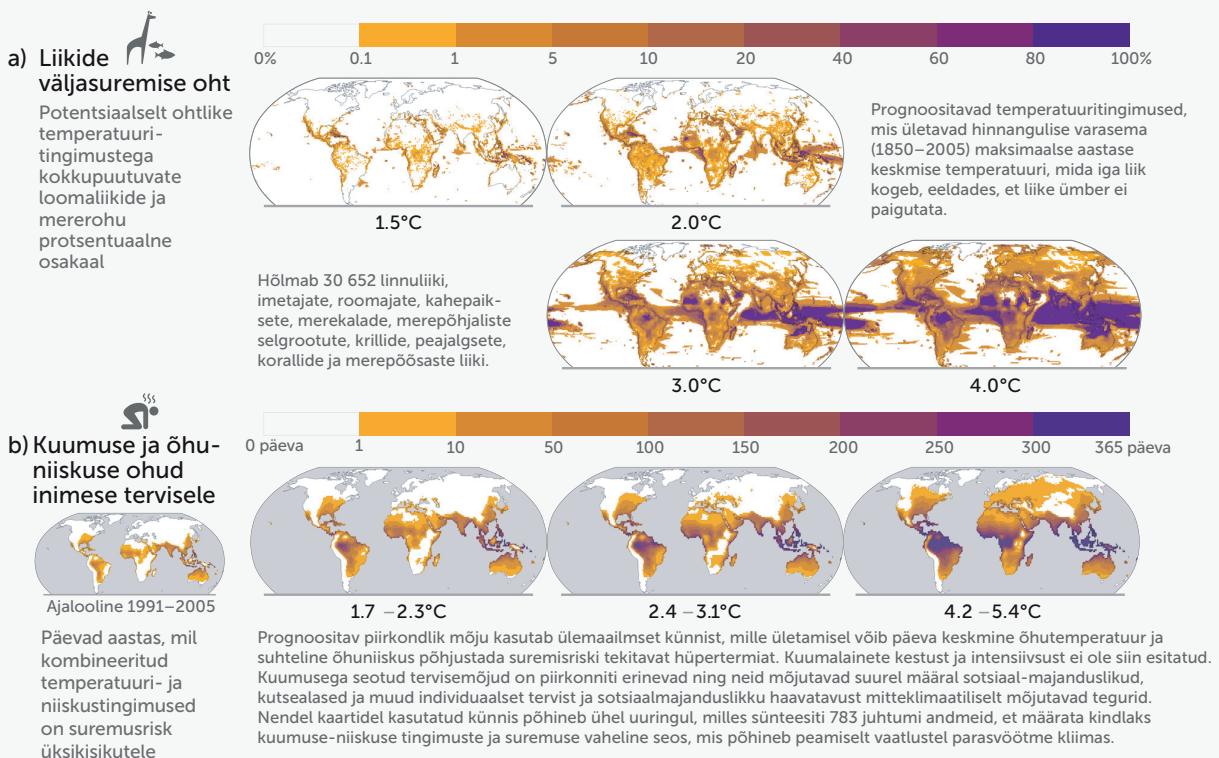 a) Liikide
väljasuremise oht
Potentsiaalselt ohtlike
temperatuuri-
tingimustega
kokkupuutuvate
loomaliikide ja
mererohu
protsentuaalne
osakaal
0% 0.1 1 5 10 20 40 60 80 100%
Prognoositavad temperatuuritingimused,
mis ületavad hinnangulise varasema
(1850–2005) maksimaalse aastase
keskmise temperatuuri, mida iga liik
kogeb, eeldades, et liike ümber ei
paigutata.
1.5°C 2.0°C
Hõlmab 30 652 linnuliiki,
imetajate, roomajate, kahepaik-
sete, merekalade, merepõhjaliste
selgrootute, krillide, peajalgsete,
korallide ja merepõõsaste liiki.
3.0°C 4.0°C
b) Kuumuse ja õhu-
niiskuse ohud
inimese tervisele
0 päeva 1 10 50 100 150 200 250 300 365 päeva
Ajalooline 1991–2005
Päevad aastas, mil
kombineeritud
temperatuuri- ja
niiskustingimused
on suremusrisk
üksikisikutele
1.7 –2.3°C 2.4 –3.1°C 4.2 –5.4°C
Prognoositav piirkondlik mõju kasutab ülemaailmset künnist, mille ületamisel võib päeva keskmine õhutemperatuur ja
suhteline õhuniiskus põhjustada suremisriski tekitavat hüpertermiat. Kuumalainete kestust ja intensiivsust ei ole siin esitatud.
Kuumusega seotud tervisemõjud on piirkonniti erinevad ning neid mõjutavad suurel määral sotsiaal-majanduslikud,
kutsealased ja muud individuaalset tervist ja sotsiaalmajanduslikku haavatavust mitteklimaatiliselt mõjutavad tegurid.
Nendel kaartidel kasutatud künnis põhineb ühel uuringul, milles sünteesiti 783 juhtumi andmeid, et määrata kindlaks
kuumuse-niiskuse tingimuste ja suremuse vaheline seos, mis põhineb peamiselt vaatlustel parasvöötme kliimas.